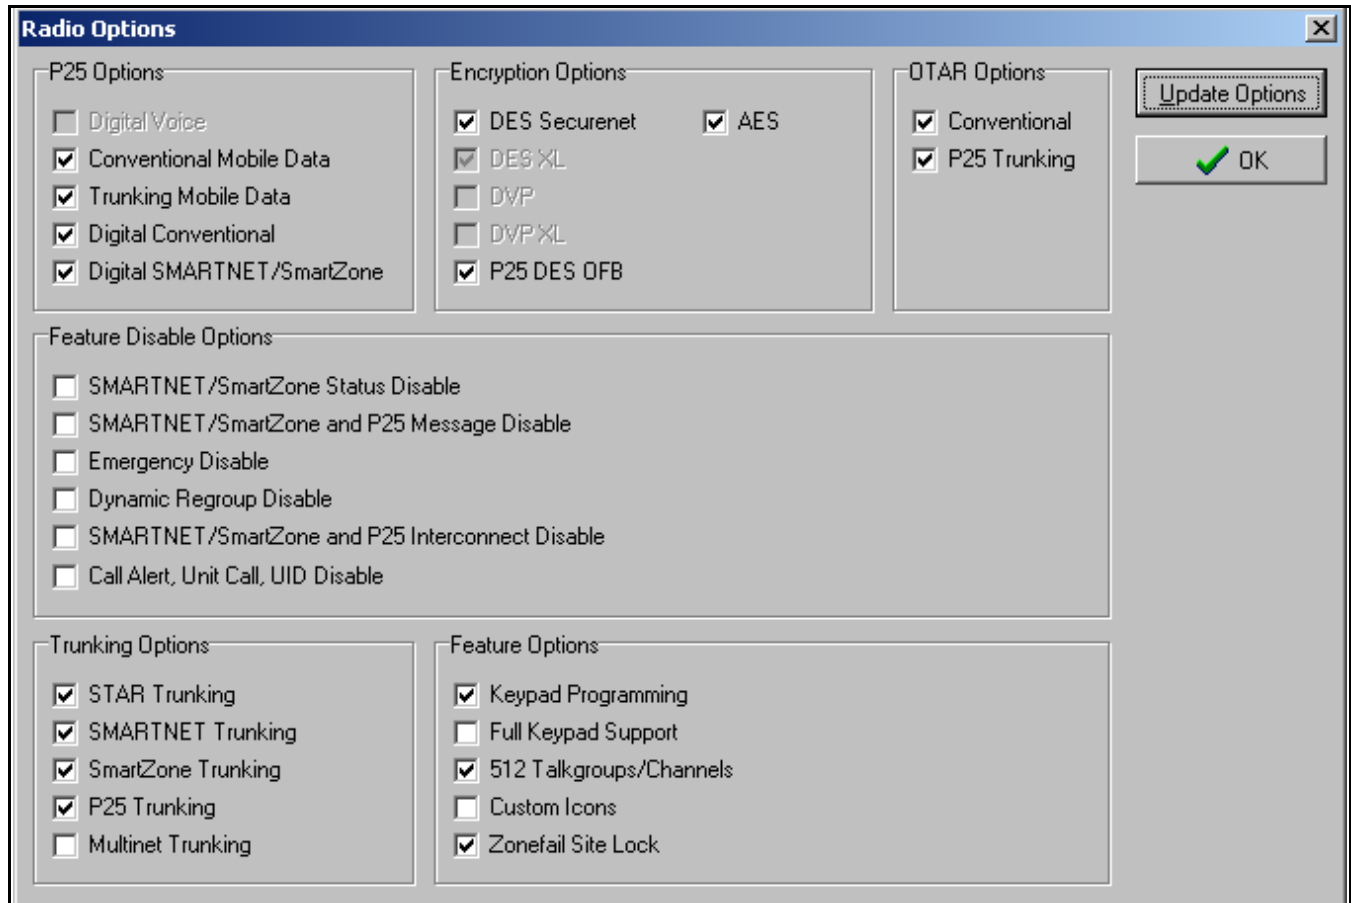 Radio Options
P25 Options
Digital Voice
Conventional Mobile Data
Trunking Mobile Data
Digital Conventional
Digital SMARTNET/SmartZone
Encryption Options
DES Securenet
AES
DES XL
DVP
DVP XL
P25 DES OFB
OTAR Options
Conventional
P25 Trunking
Update Options
OK
Feature Disable Options
SMARTNET/SmartZone Status Disable
SMARTNET/SmartZone and P25 Message Disable
Emergency Disable
Dynamic Regroup Disable
SMARTNET/SmartZone and P25 Interconnect Disable
Call Alert, Unit Call, UID Disable
Trunking Options
STAR Trunking
SMARTNET Trunking
SmartZone Trunking
P25 Trunking
Multinet Trunking
Feature Options
Keypad Programming
Full Keypad Support
512 Talkgroups/Channels
Custom Icons
Zonefail Site Lock